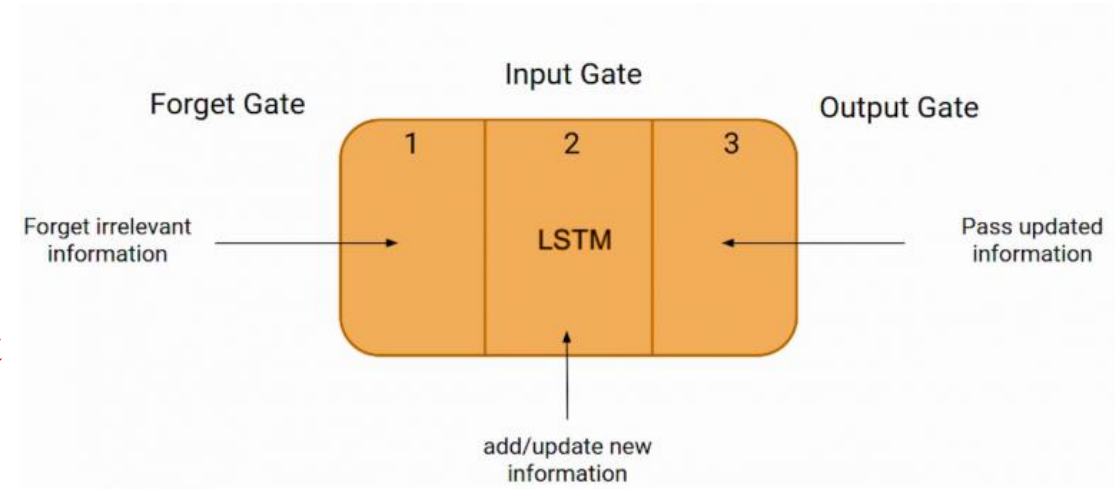 Input Gate
Forget Gate
Output Gate
1
2
3
Forget irrelevant
information
LSTM
Pass updated
information
add/update new
information